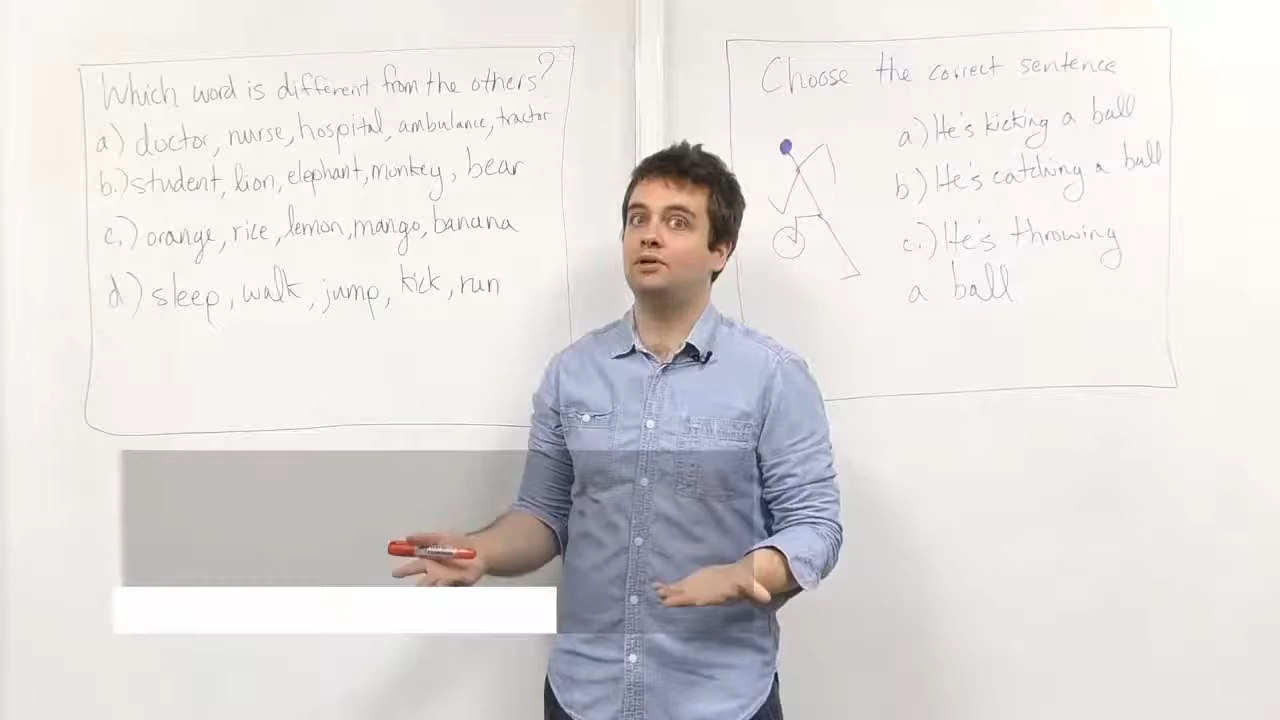 Which word is different from the others?
a) doctor, nurse, hospital, ambulance, tractor
b.) student, lion, elephant, monkey, bear
c.) orange, rice, lemon, mango, banana
d) sleep, walk, jump, kick, run
Choose the correct sentence
a) He's kicking a ball
b) He's catching a ball
c.) He's throwing
a ball